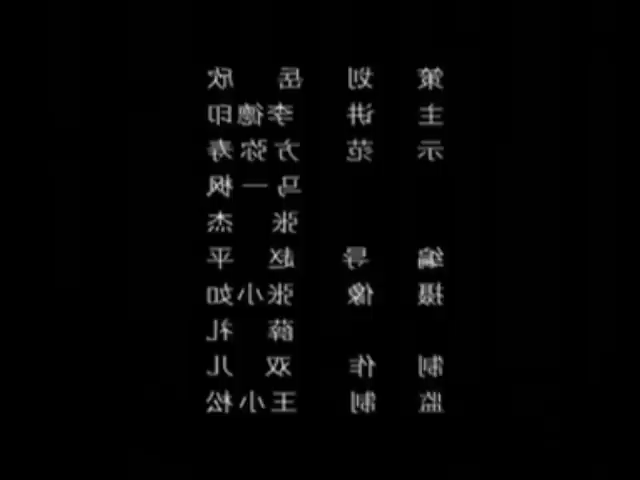 策 划 岳 欣
主 讲 李德印
示 范 方弥寿
马一枫
张 杰
编 导 赵 平
摄 像 张小如
薛 礼
制 作 双 儿
监 制 王小松